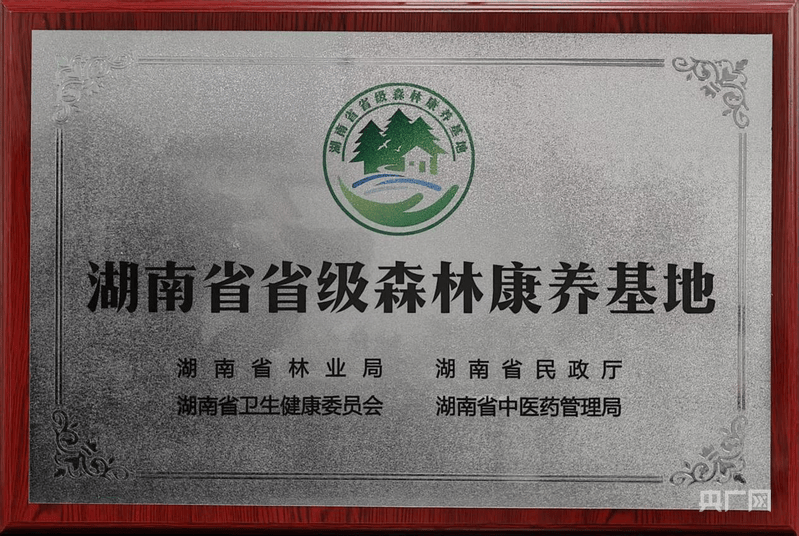 湖南省省级森林康养基地
湖南省省级森林康养基地
湖南省林业局 湖南省民政厅
湖南省卫生健康委员会 湖南省中医药管理局
央广网